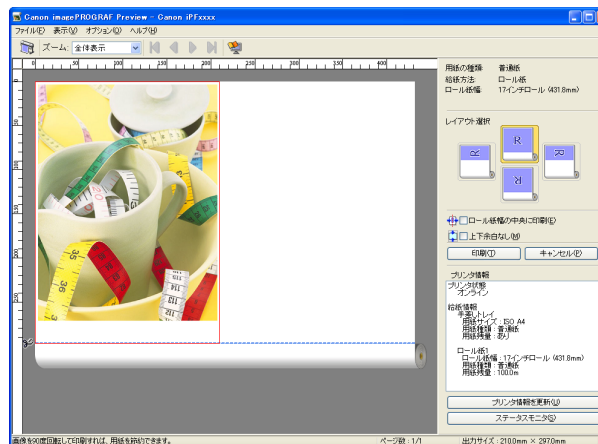 Canon imagePROGRAF Preview - Canon iPFxxxx
ファイル(F) 表示(V) オプション(O) ヘルプ(H)
ズーム: 全体表示
0 50 100 150 200 250 300 350 400
用紙の種類: 普通紙
給紙方法: ロール紙
ロール紙幅 17インチロール (431.8mm)
レイアウト選択
ロール紙幅の中央に印刷(E)
上下余白なし(M)
印刷(T) キャンセル(P)
プリンタ情報
プリンタ状態
オンライン
給紙情報
手差しトレイ
用紙サイズ : ISO A4
用紙種類 : 普通紙
用紙残量 : あり
ロール紙1
ロール紙幅 : 17インチロール (431.8mm)
用紙種類 : 普通紙
用紙残量 : 100.0m
プリンタ情報を更新(U)
ステータスモニタ(S)
画像を90度回転して印刷すれば、用紙を節約できます。
ページ数 : 1/1
出力サイズ : 210.0mm × 297.0mm